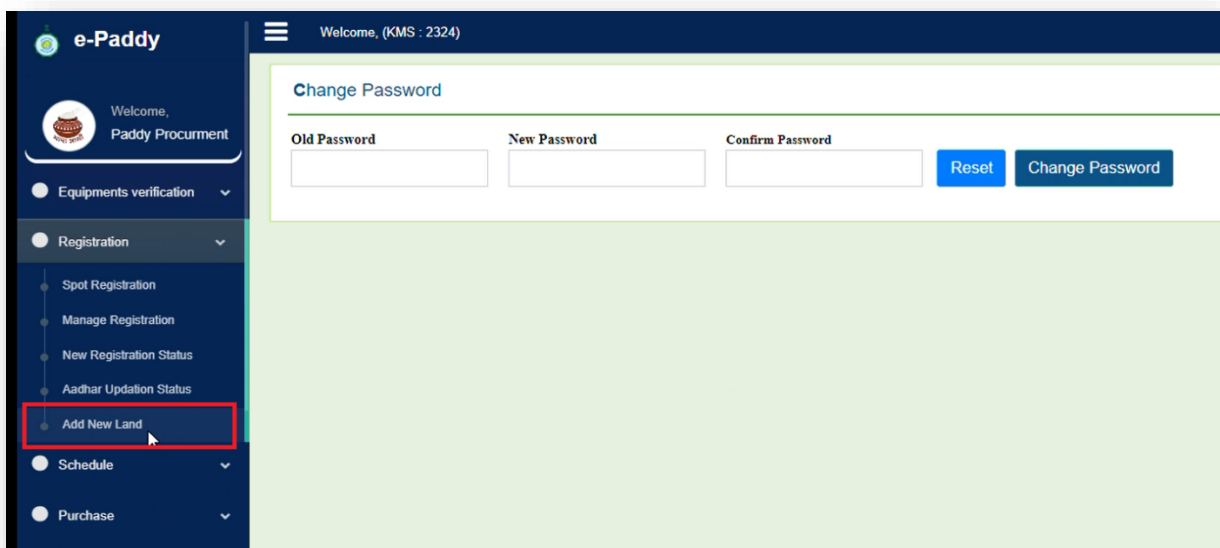 e-Paddy
Welcome, (KMS : 2324)
Welcome,
Paddy Procurment
Equipments verification
Registration
Spot Registration
Manage Registration
New Registration Status
Aadhar Updation Status
Add New Land
Schedule
Purchase
Change Password
Old Password New Password Confirm Password
Reset Change Password